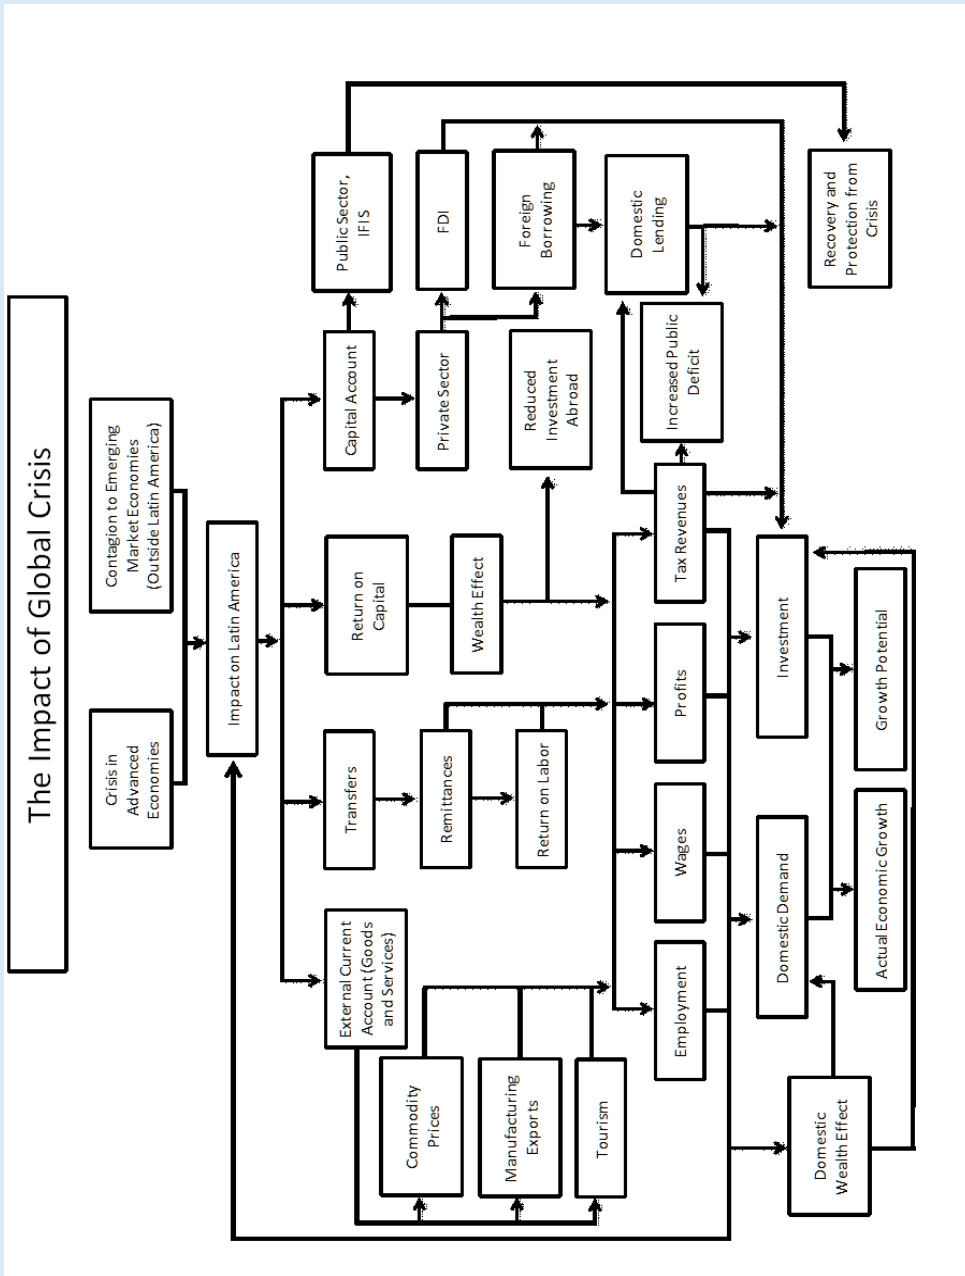 The Impact of Global Crisis
Crisis in
Advanced
Economies
Contagion to Emerging
Market Economies
(Outside Latin America)
Impact on Latin America
External Current
Account (Goods
and Services)
Transfers
Return on
Capital
Capital Account
Public Sector,
IFIS
Commodity
Prices
Remittances
Wealth Effect
Private Sector
FDI
Manufacturing
Exports
Return on Labor
Reduced
Investment
Abroad
Foreign
Borrowing
Tourism
Domestic
Lending
Employment
Wages
Profits
Tax Revenues
Increased Public
Deficit
Domestic Demand
Investment
Recovery and
Protection from
Crisis
Domestic
Wealth Effect
Actual Economic Growth
Growth Potential